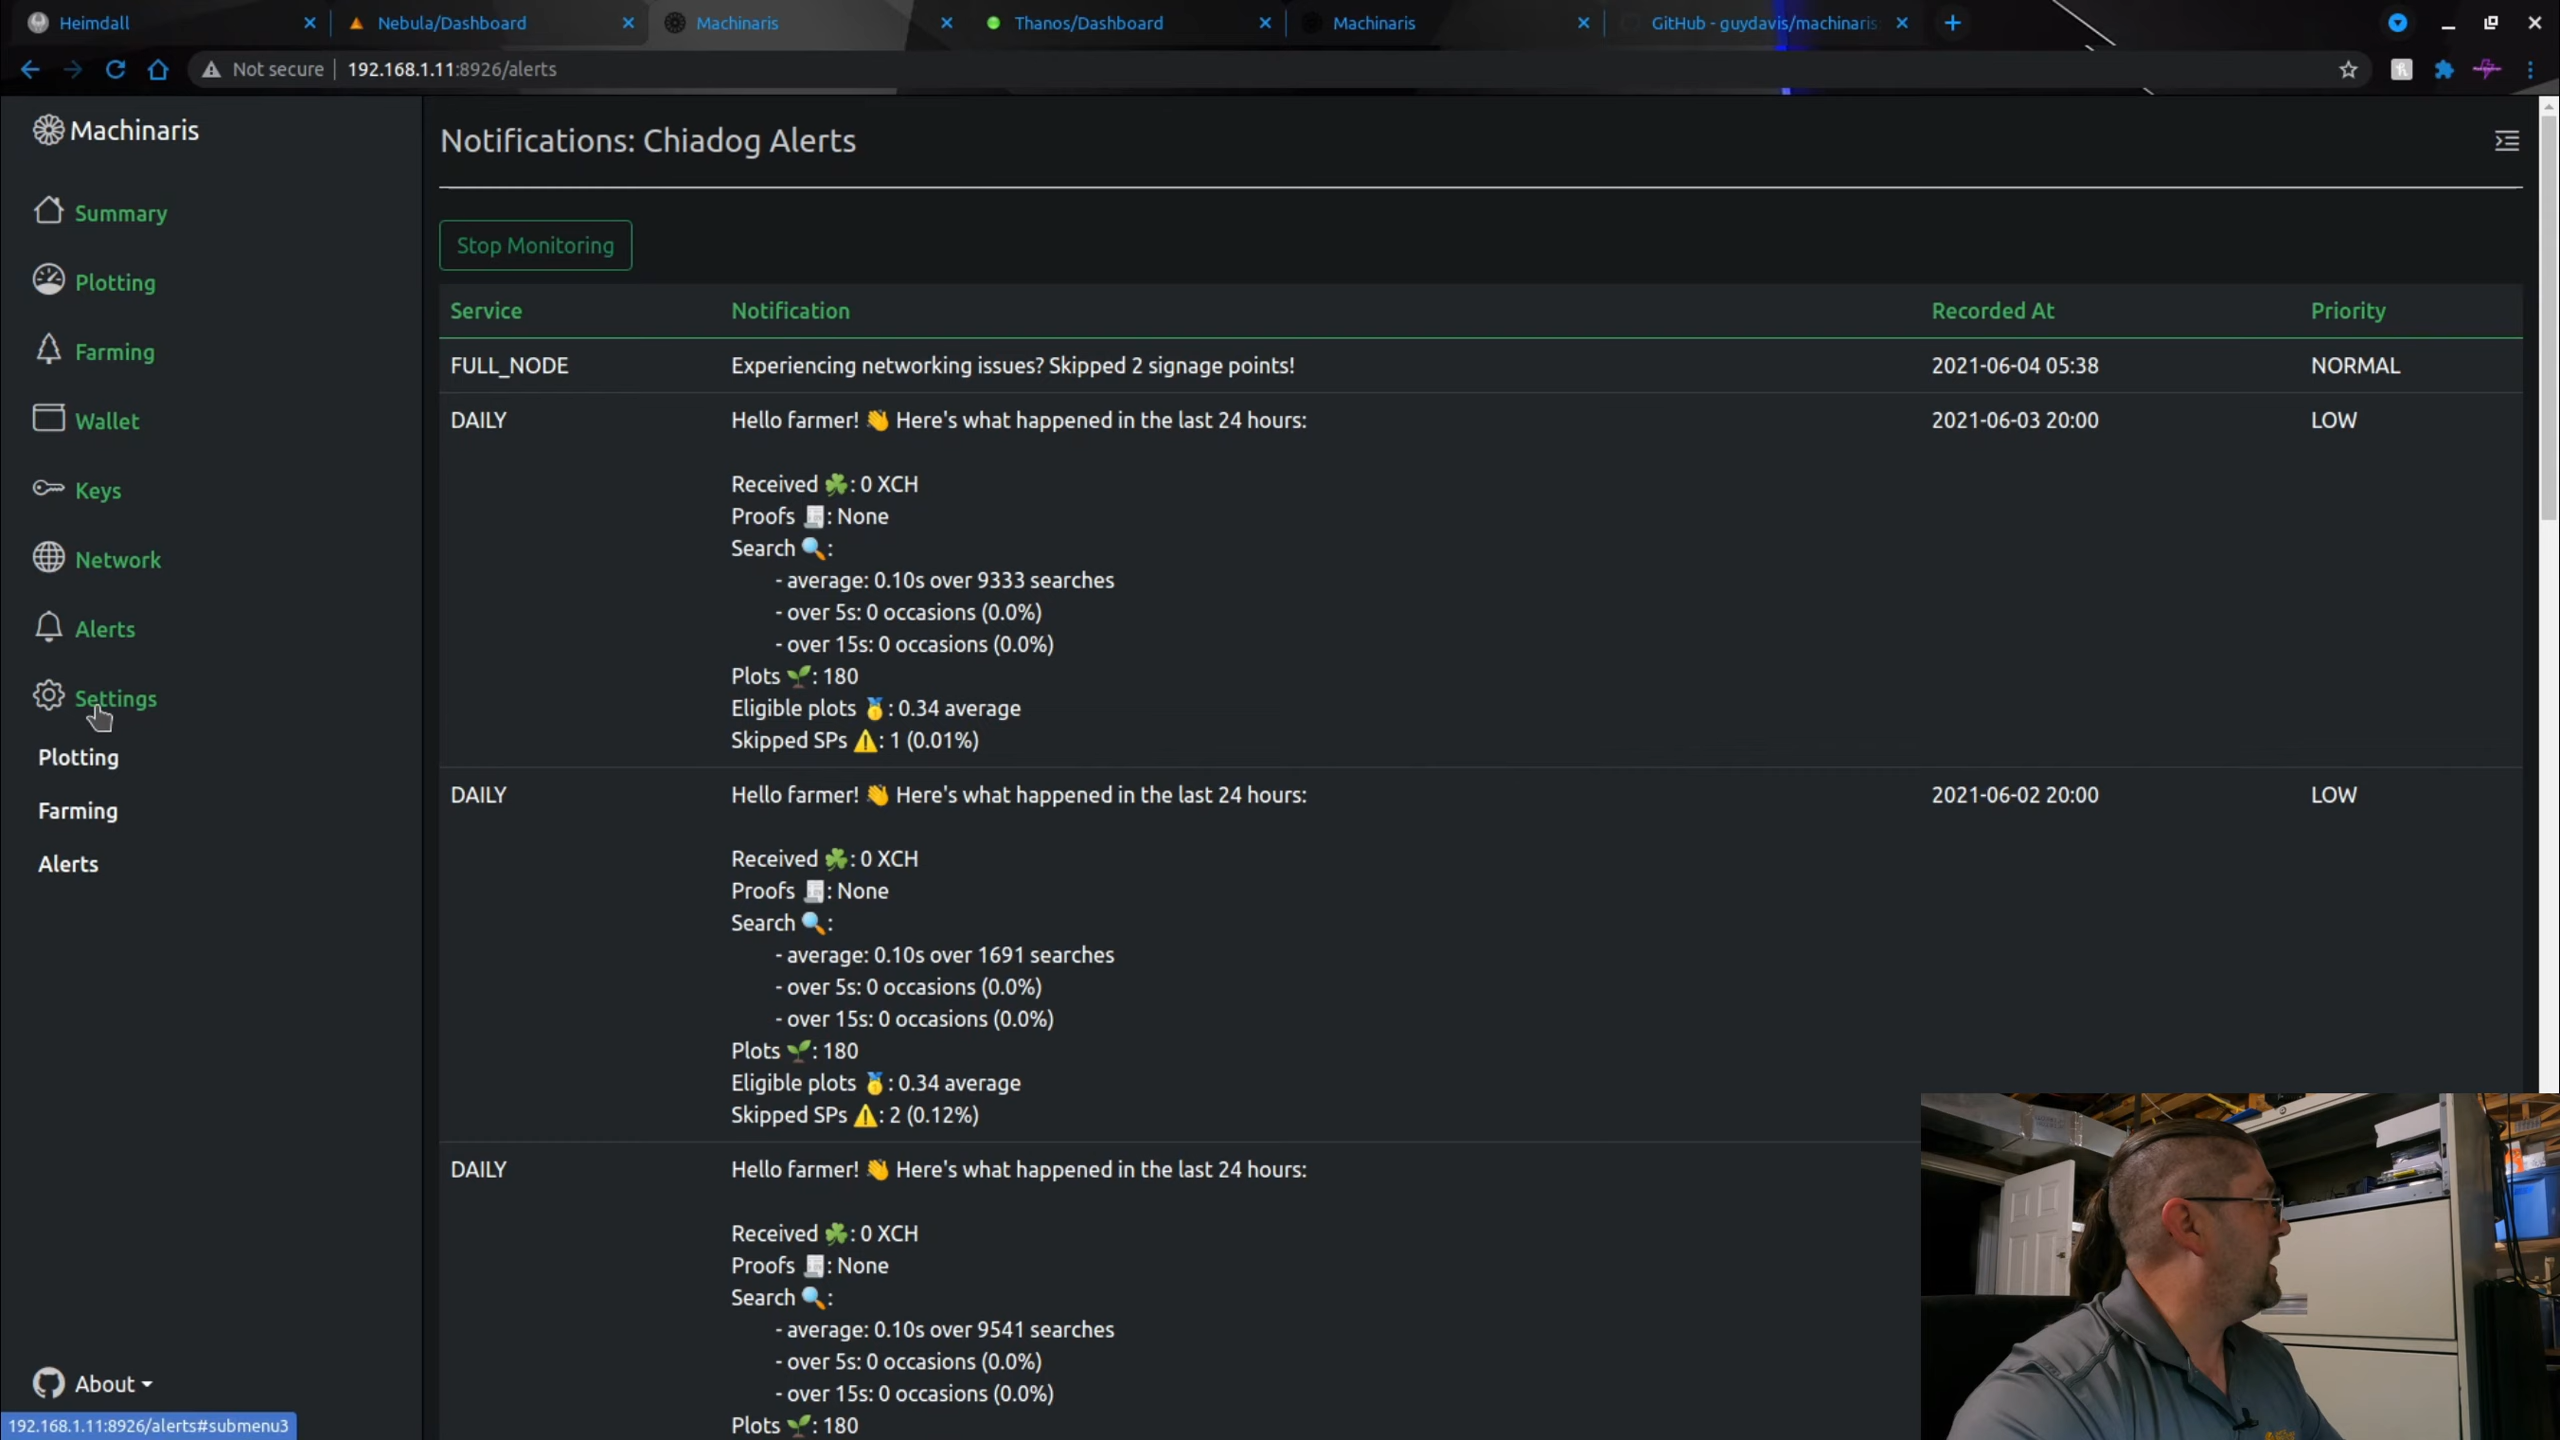 Heimdall
Nebula/Dashboard
Machinaris
Thanos/Dashboard
Machinaris
GitHub - guydavis/machinaris:
Not secure
192.168.1.11:8926/alerts
Machinaris
Summary
Plotting
Farming
Wallet
Keys
Network
Alerts
Settings
Plotting
Farming
Alerts
About
192.168.1.11:8926/alerts#submenu3
Notifications: Chiadog Alerts
Stop Monitoring
Service Notification Recorded At Priority
FULL_NODE Experiencing networking issues? Skipped 2 signage points! 2021-06-04 05:38 NORMAL
DAILY Hello farmer! 👋 Here's what happened in the last 24 hours: 2021-06-03 20:00 LOW
Received ☘️: 0 XCH
Proofs 🧾: None
Search 🔍:
- average: 0.10s over 9333 searches
- over 5s: 0 occasions (0.0%)
- over 15s: 0 occasions (0.0%)
Plots 🌱: 180
Eligible plots 🥇: 0.34 average
Skipped SPs ⚠️: 1 (0.01%)
DAILY Hello farmer! 👋 Here's what happened in the last 24 hours: 2021-06-02 20:00 LOW
Received ☘️: 0 XCH
Proofs 🧾: None
Search 🔍:
- average: 0.10s over 1691 searches
- over 5s: 0 occasions (0.0%)
- over 15s: 0 occasions (0.0%)
Plots 🌱: 180
Eligible plots 🥇: 0.34 average
Skipped SPs ⚠️: 2 (0.12%)
DAILY Hello farmer! 👋 Here's what happened in the last 24 hours:
Received ☘️: 0 XCH
Proofs 🧾: None
Search 🔍:
- average: 0.10s over 9541 searches
- over 5s: 0 occasions (0.0%)
- over 15s: 0 occasions (0.0%)
Plots 🌱: 180